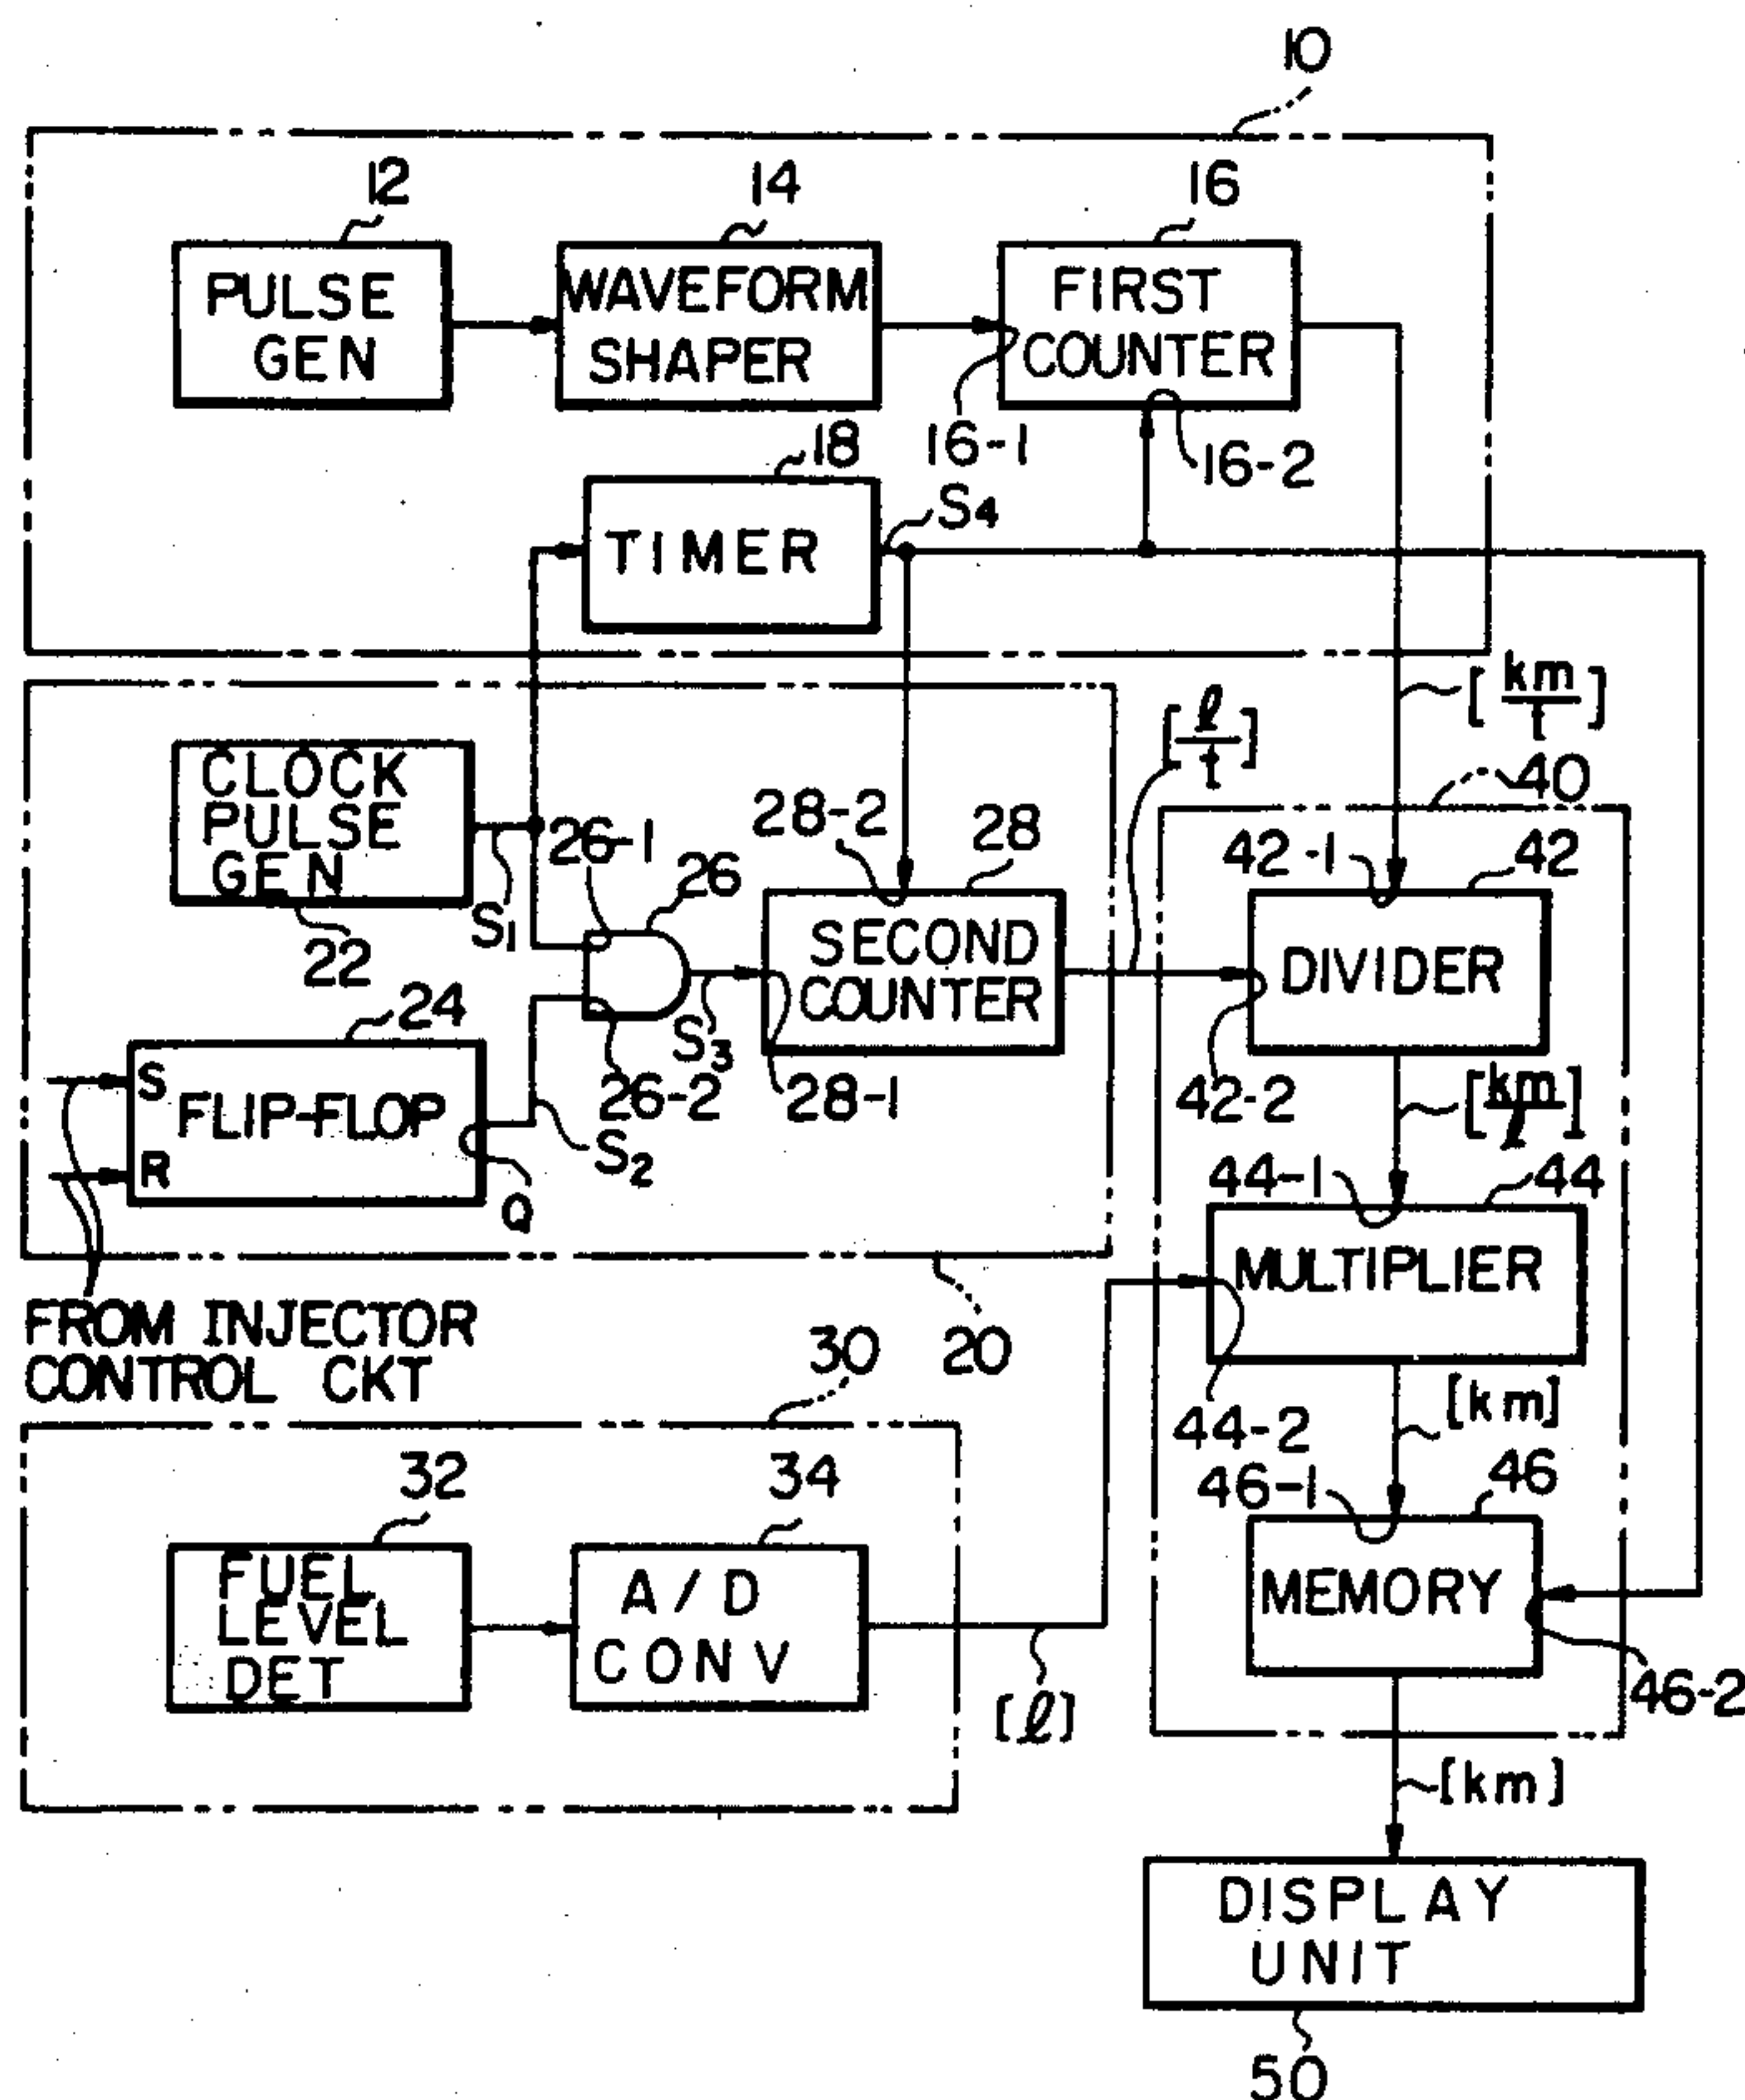 10
12
14
16
PULSE
GEN
WAVEFORM
SHAPER
FIRST
COUNTER
16-1
16-2
18
S4
TIMER
[km/t]
[ℓ/t]
40
CLOCK
PULSE
GEN
22
S1
26-1
26
28-2
28
42-1
42
SECOND
COUNTER
DIVIDER
24
S3
26-2
28-1
42-2
S
FLIP-FLOP
R
Q
S2
[km/ℓ]
44-1
44
MULTIPLIER
FROM INJECTOR
CONTROL CKT
20
30
44-2
[km]
32
34
46-1
46
FUEL
LEVEL
DET
A/D
CONV
MEMORY
46-2
[ℓ]
[km]
DISPLAY
UNIT
50